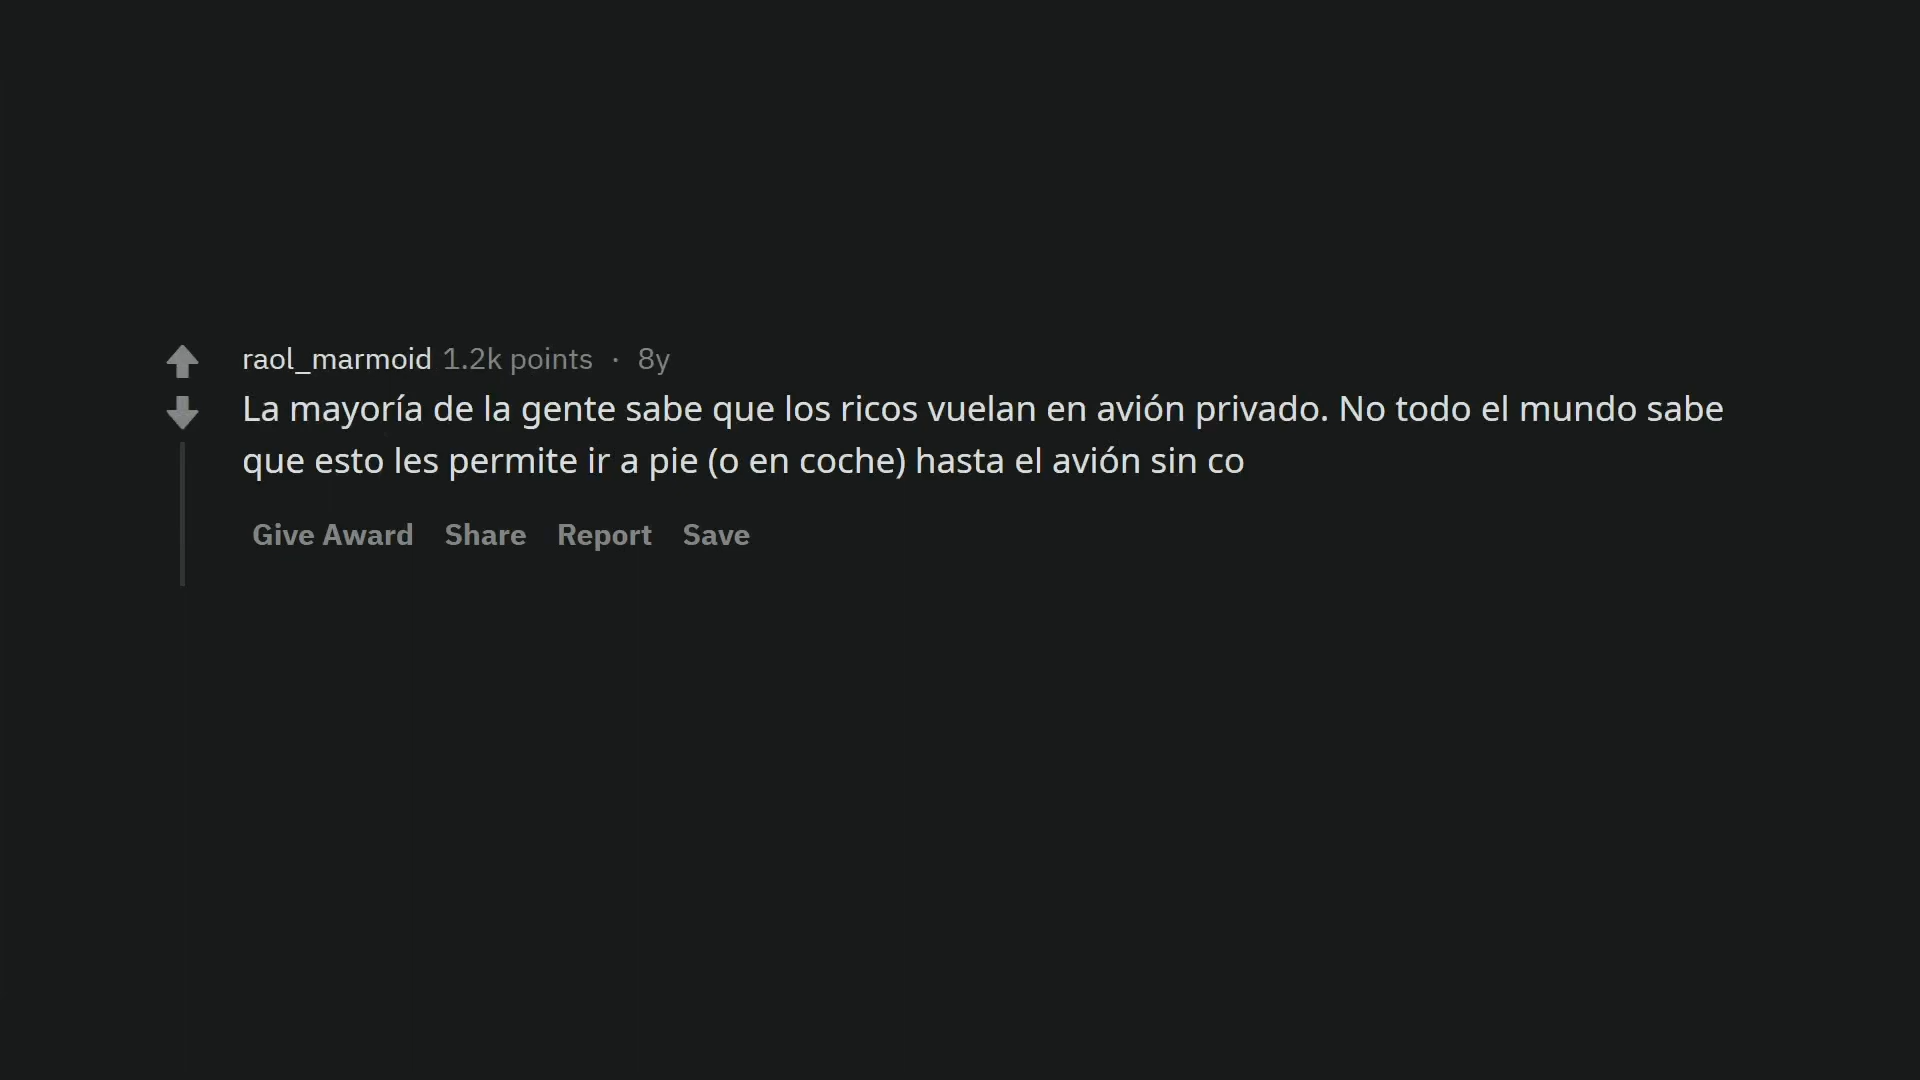 raol_marmoid 1.2k points · 8y
La mayoría de la gente sabe que los ricos vuelan en avión privado. No todo el mundo sabe
que esto les permite ir a pie (o en coche) hasta el avión sin co
Give Award Share Report Save